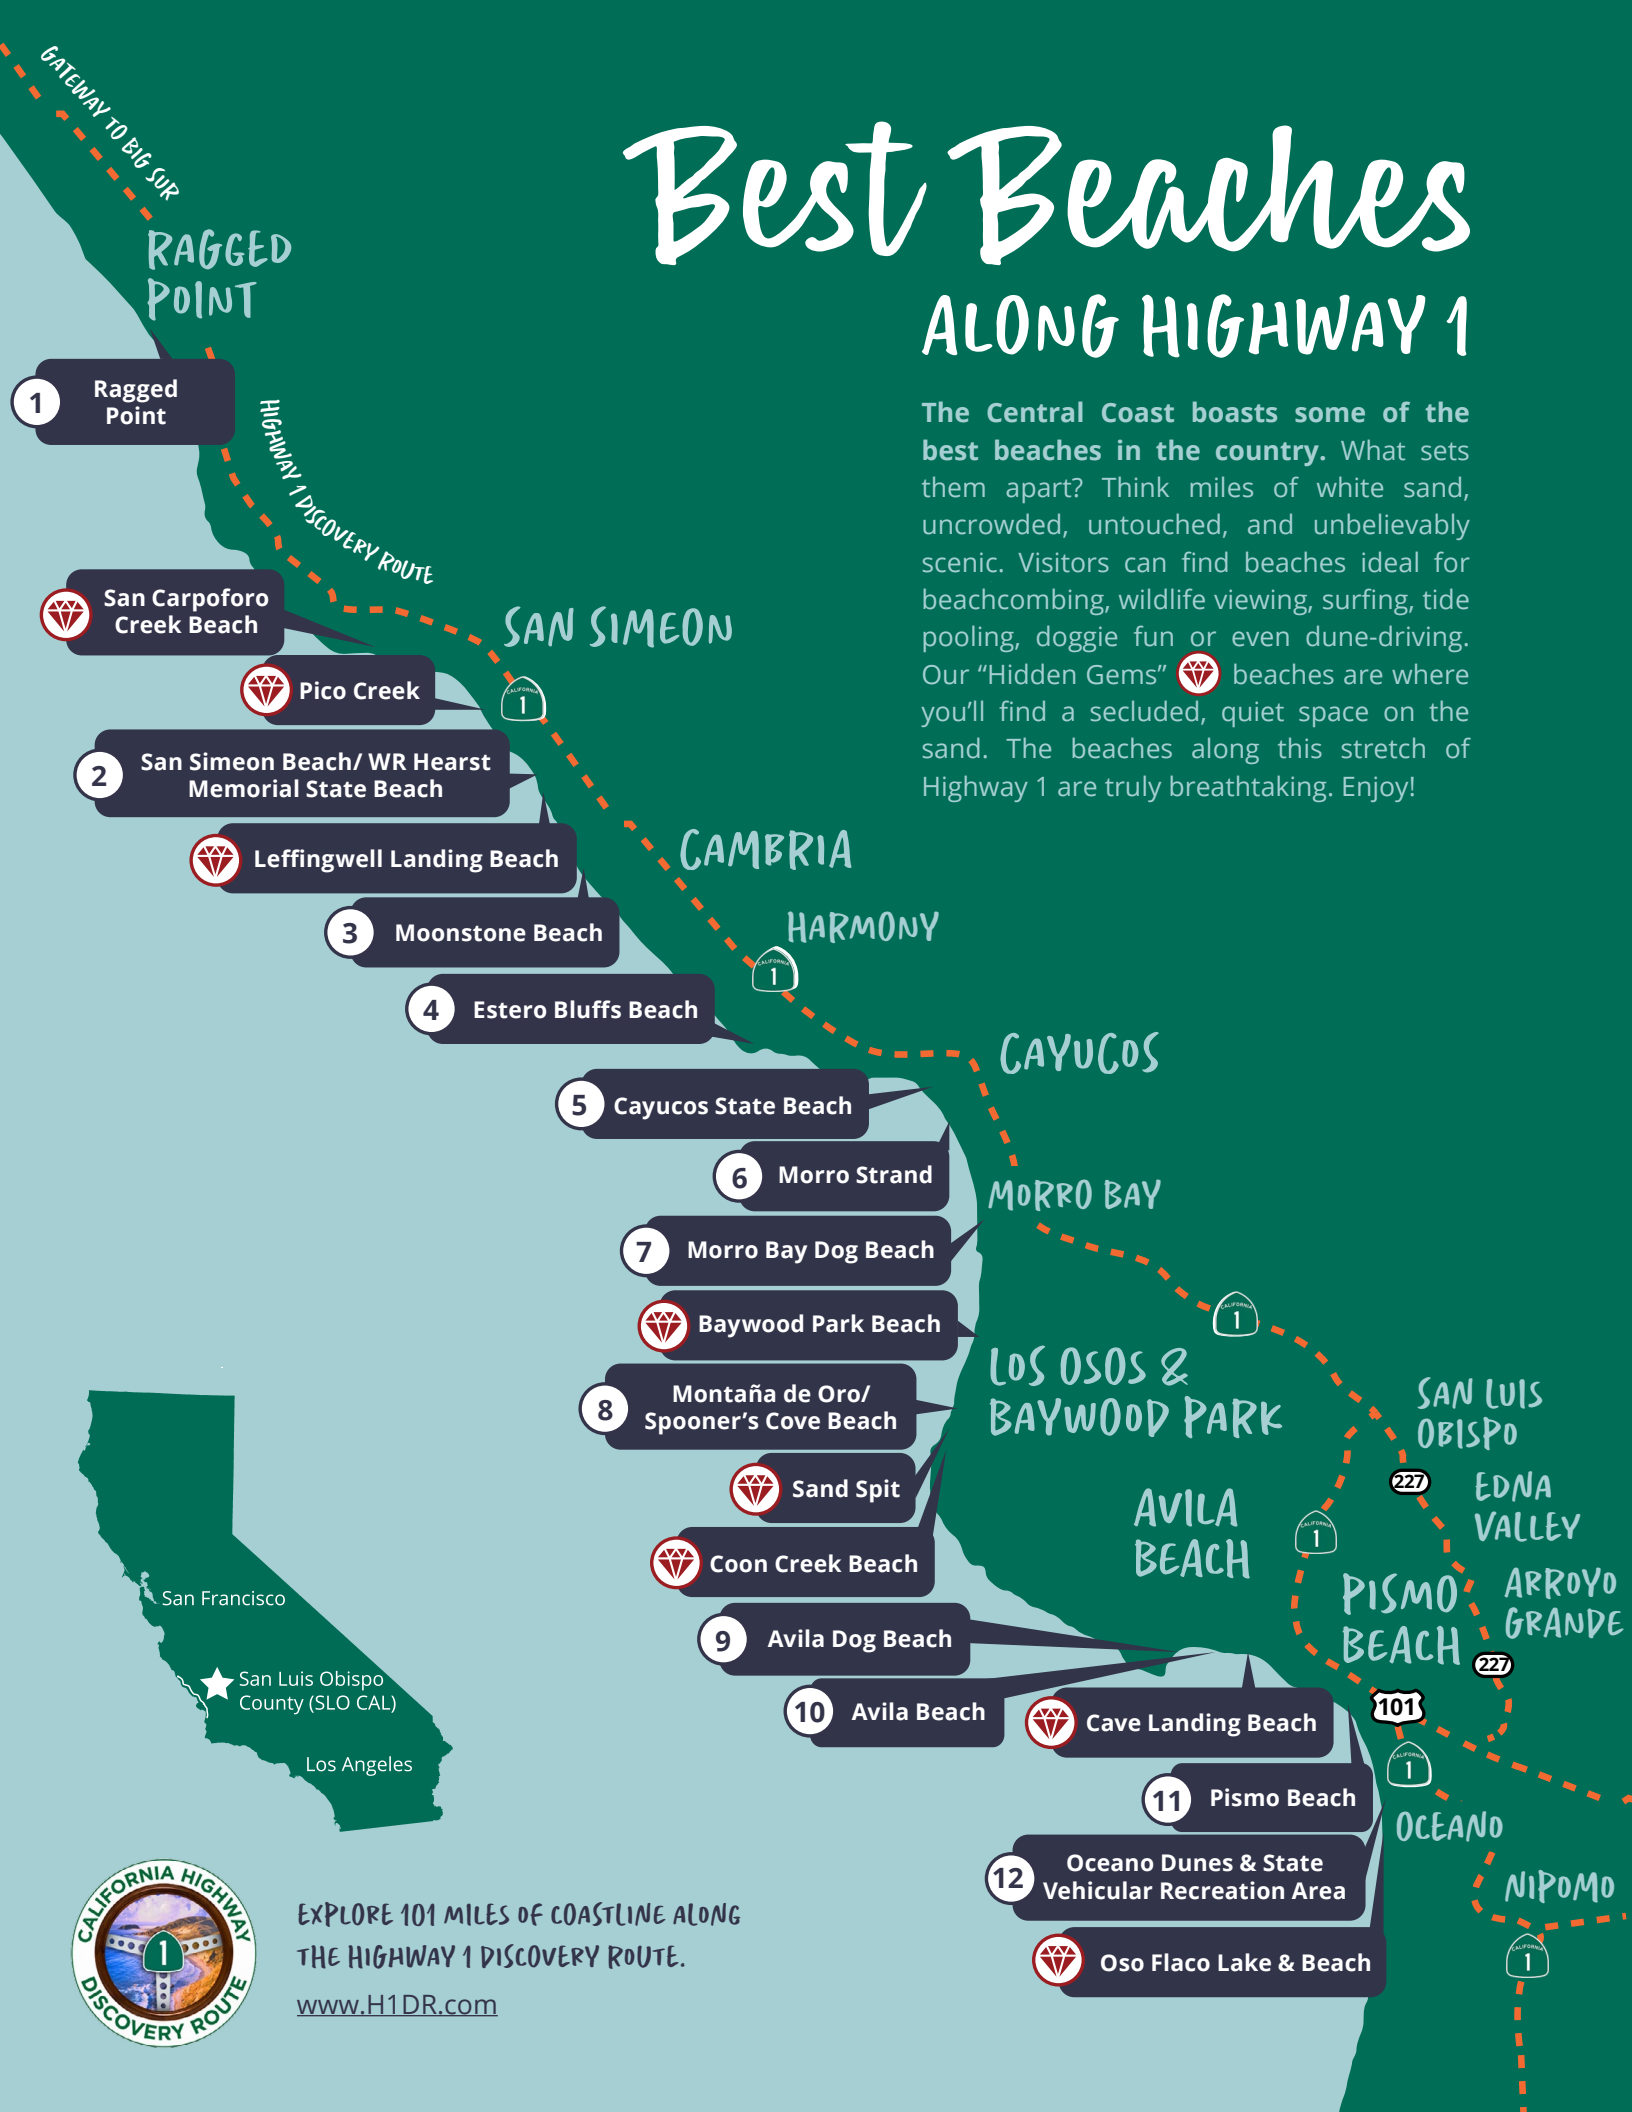 GATEWAY TO BIG SUR
Best Beaches
ALONG HIGHWAY 1
RAGGED
POINT
1
Ragged
Point
HIGHWAY 1 DISCOVERY ROUTE
The Central Coast boasts some of the
best beaches in the country. What sets
them apart? Think miles of white sand,
uncrowded, untouched, and unbelievably
scenic. Visitors can find beaches ideal for
beachcombing, wildlife viewing, surfing, tide
pooling, doggie fun or even dune-driving.
Our “Hidden Gems” beaches are where
you’ll find a secluded, quiet space on the
sand. The beaches along this stretch of
Highway 1 are truly breathtaking. Enjoy!
San Carpoforo
Creek Beach
SAN SIMEON
Pico Creek
CALIFORNIA
1
2
San Simeon Beach/ WR Hearst
Memorial State Beach
Leffingwell Landing Beach
CAMBRIA
3
Moonstone Beach
HARMONY
CALIFORNIA
1
4
Estero Bluffs Beach
CAYUCOS
5
Cayucos State Beach
6
Morro Strand
MORRO BAY
7
Morro Bay Dog Beach
CALIFORNIA
1
Baywood Park Beach
LOS OSOS &
BAYWOOD PARK
8
Montaña de Oro/
Spooner’s Cove Beach
SAN LUIS
OBISPO
227
Sand Spit
EDNA
VALLEY
AVILA
BEACH
CALIFORNIA
1
Coon Creek Beach
PISMO
BEACH
ARROYO
GRANDE
227
9
Avila Dog Beach
10
Avila Beach
Cave Landing Beach
101
CALIFORNIA
1
11
Pismo Beach
OCEANO
12
Oceano Dunes & State
Vehicular Recreation Area
NIPOMO
CALIFORNIA
1
Oso Flaco Lake & Beach
San Francisco
San Luis Obispo
County (SLO CAL)
Los Angeles
CALIFORNIA HIGHWAY
1
DISCOVERY ROUTE
EXPLORE 101 MILES OF COASTLINE ALONG
THE HIGHWAY 1 DISCOVERY ROUTE.
www.H1DR.com